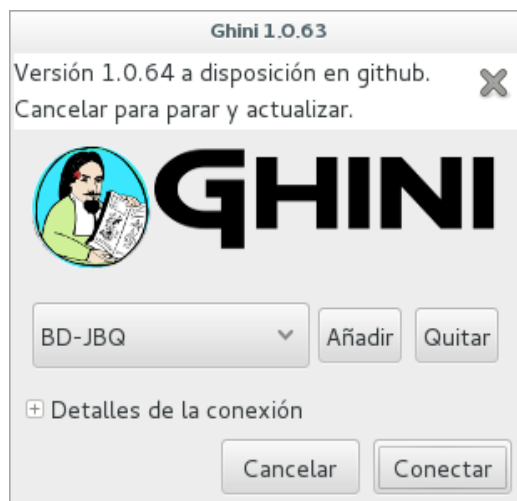 Ghini 1.0.63
Versión 1.0.64 a disposición en github.
Cancelar para parar y actualizar.
GHINI
BD-JBQ
Añadir
Quitar
Detalles de la conexión
Cancelar
Conectar